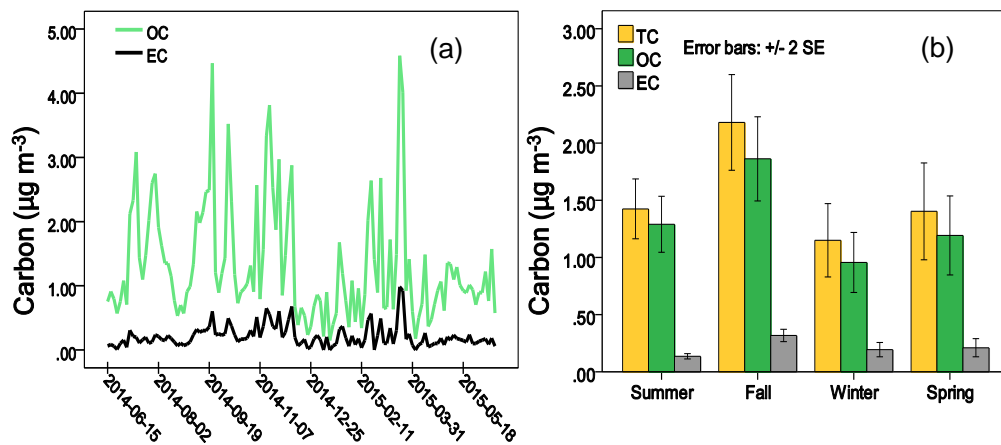 OC
EC
(a)
5.00
4.00
3.00
2.00
1.00
.00
Carbon (µg m-3)
2014-06-15
2014-08-02
2014-09-19
2014-11-07
2014-12-25
2015-02-11
2015-03-31
2015-05-18
TC
OC
EC
Error bars: +/- 2 SE
(b)
3.00
2.50
2.00
1.50
1.00
.50
.00
Carbon (µg m-3)
Summer
Fall
Winter
Spring